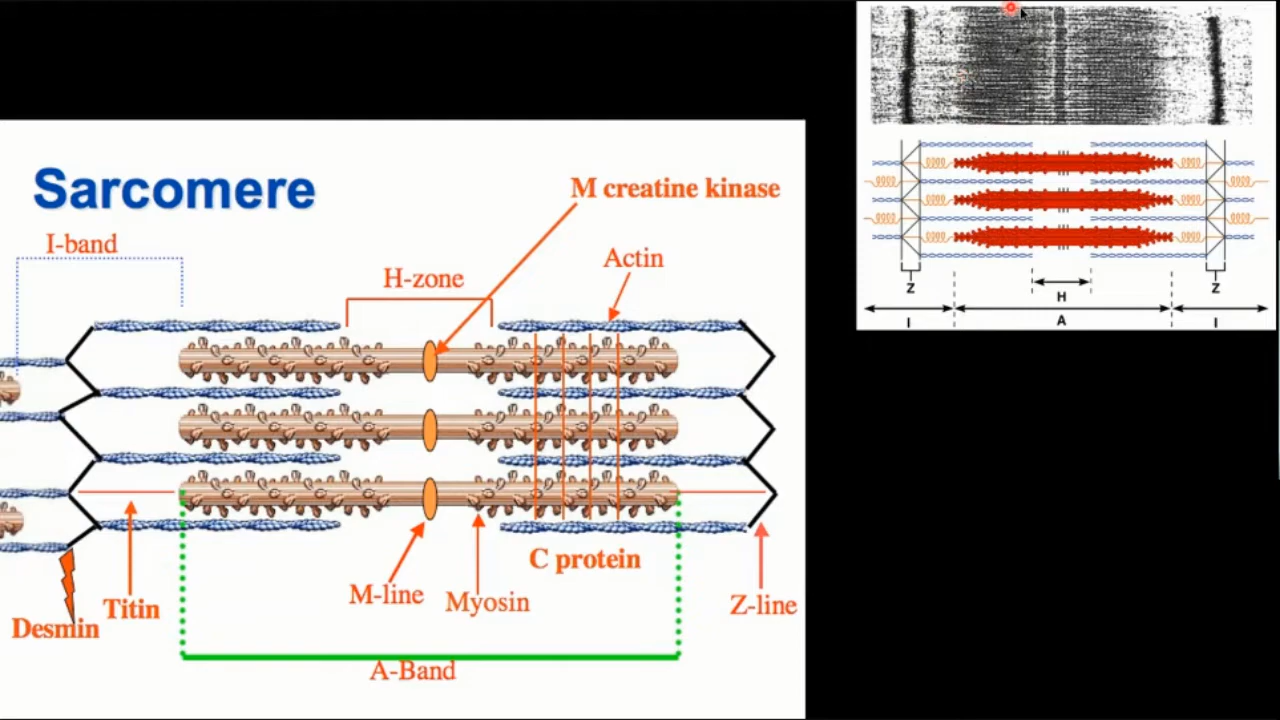 Sarcomere
M creatine kinase
I-band
H-zone
Actin
C protein
M-line
Myosin
Z-line
Titin
Desmin
A-Band
Z
Z
H
I
A
I